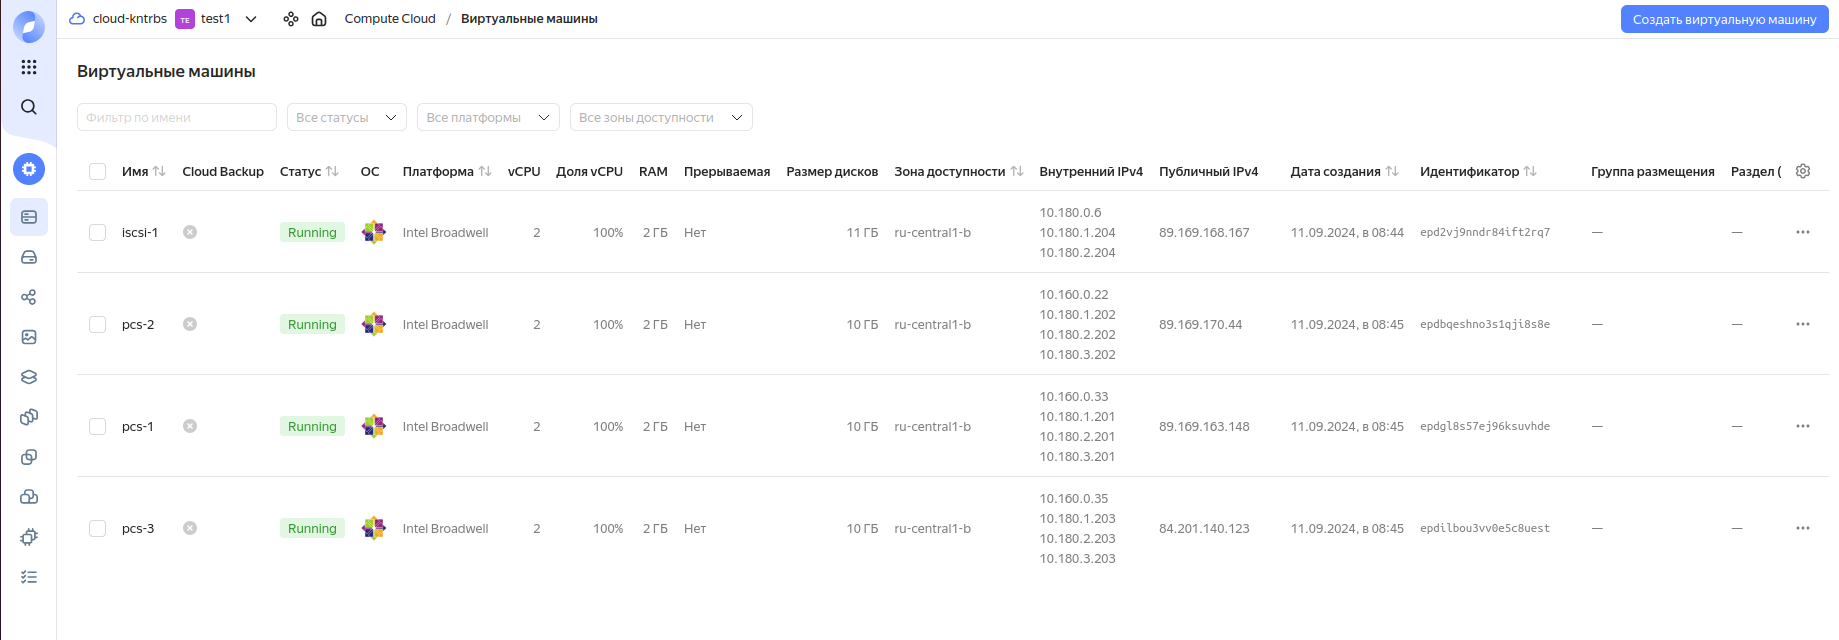 cloud-kntrbs TE test1 Compute Cloud / Виртуальные машины Создать виртуальную машину
Виртуальные машины
Фильтр по имени Все статусы Все платформы Все зоны доступности
Имя Cloud Backup Статус ОС Платформа vCPU Доля vCPU RAM Прерываемая Размер дисков Зона доступности Внутренний IPv4 Публичный IPv4 Дата создания Идентификатор Группа размещения Раздел (
10.180.0.6
iscsi-1 Running Intel Broadwell 2 100% 2 ГБ Нет 11 ГБ ru-central1-b 10.180.1.204 89.169.168.167 11.09.2024, в 08:44 epd2vj9nndr84ift2rq7 — —
10.180.2.204
10.160.0.22
10.180.1.202
pcs-2 Running Intel Broadwell 2 100% 2 ГБ Нет 10 ГБ ru-central1-b 89.169.170.44 11.09.2024, в 08:45 epdbqeshno3s1qji8s8e — —
10.180.2.202
10.180.3.202
10.160.0.33
10.180.1.201
pcs-1 Running Intel Broadwell 2 100% 2 ГБ Нет 10 ГБ ru-central1-b 89.169.163.148 11.09.2024, в 08:45 epdgl8s57ej96ksuvhde — —
10.180.2.201
10.180.3.201
10.160.0.35
10.180.1.203
pcs-3 Running Intel Broadwell 2 100% 2 ГБ Нет 10 ГБ ru-central1-b 84.201.140.123 11.09.2024, в 08:45 epdilbou3vv0e5c8uest — —
10.180.2.203
10.180.3.203